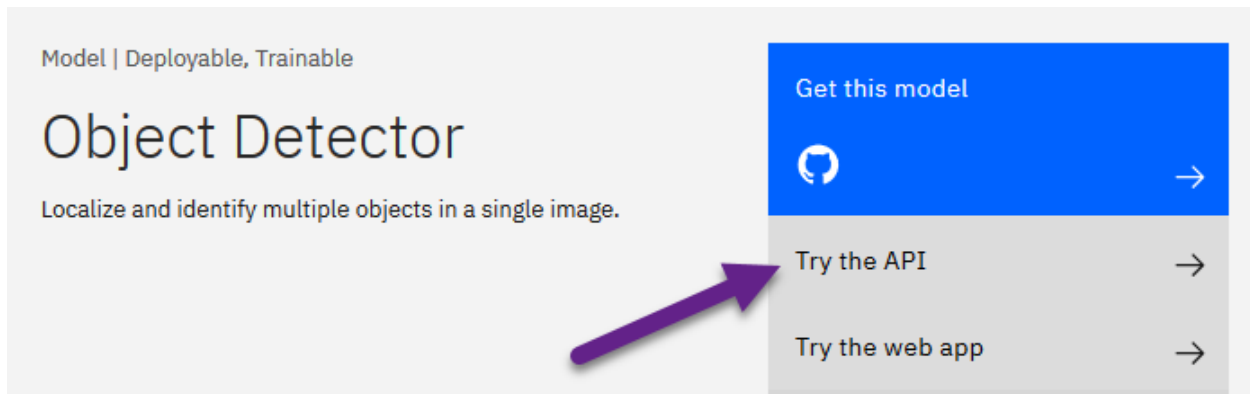 Model | Deployable, Trainable
Object Detector
Localize and identify multiple objects in a single image.
Get this model
Try the API
Try the web app